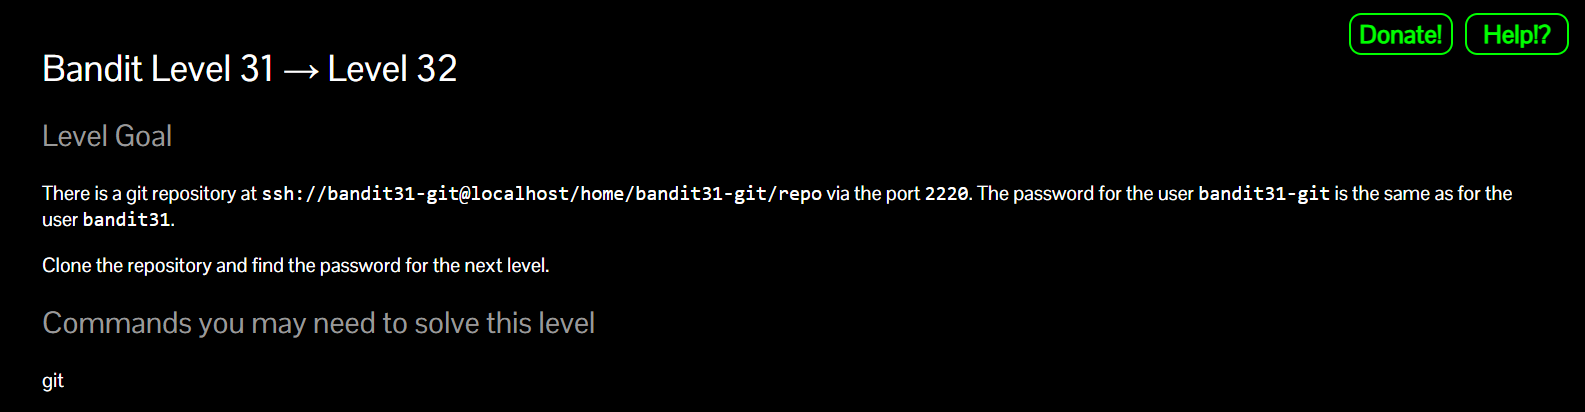 Donate! Help!?
Bandit Level 31 → Level 32
Level Goal
There is a git repository at ssh://bandit31-git@localhost/home/bandit31-git/repo via the port 2220. The password for the user bandit31-git is the same as for the
user bandit31.
Clone the repository and find the password for the next level.
Commands you may need to solve this level
git